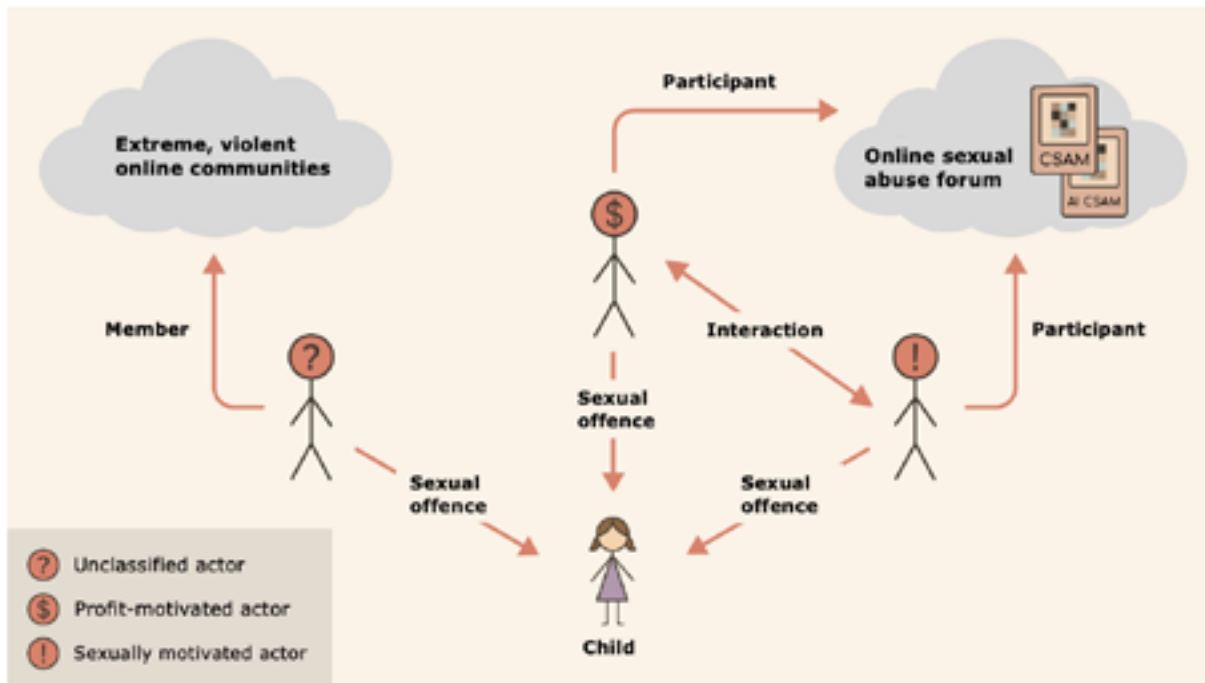 Participant
Extreme, violent
online communities
Online sexual
abuse forum
CSAM
AI CSAM
$
Member
Interaction
Participant
?
!
Sexual
offence
Sexual
offence
Sexual
offence
? Unclassified actor
$ Profit-motivated actor
! Sexually motivated actor
Child